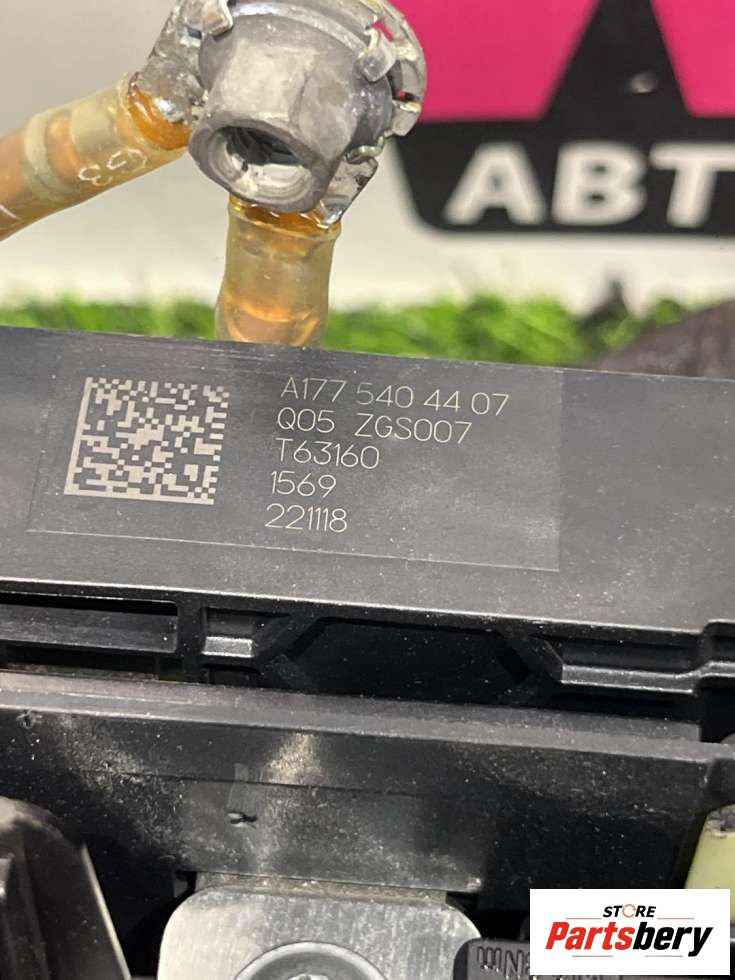 АВТ
A177 540 44 07
Q05 ZGS007
T63160
1569
221118
STORE
Partsbery